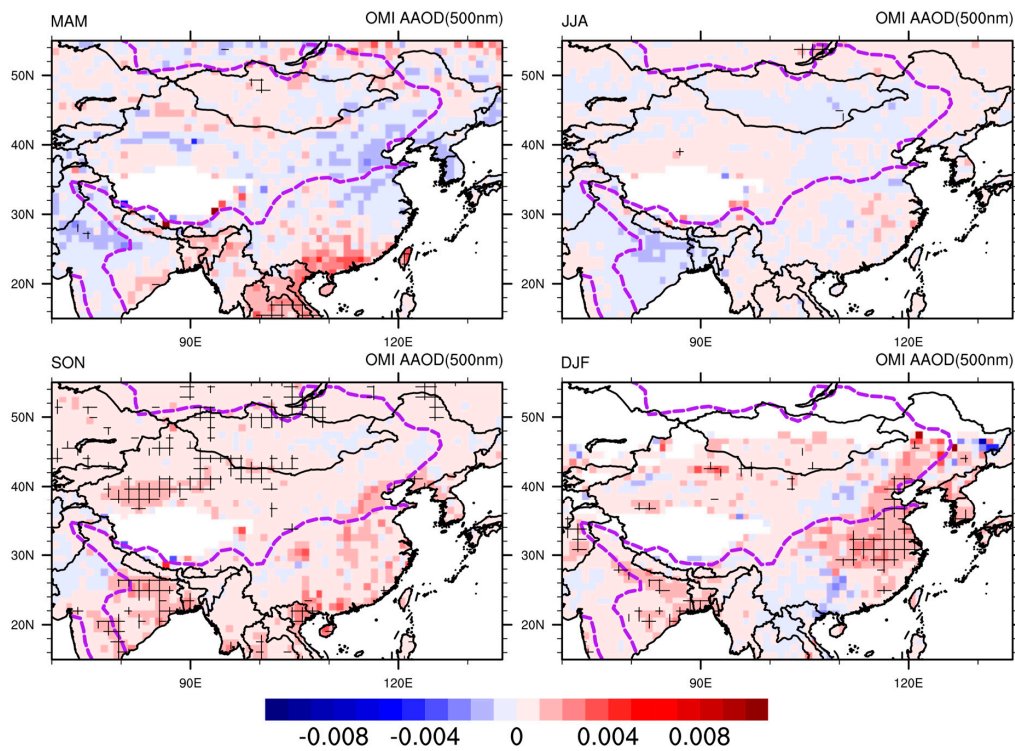 MAM OMI AAOD(500nm) JJA OMI AAOD(500nm)
50N 50N
40N 40N
30N 30N
20N 20N
90E 120E 90E 120E
SON OMI AAOD(500nm) DJF OMI AAOD(500nm)
50N 50N
40N 40N
30N 30N
20N 20N
90E 120E 90E 120E
-0.008 -0.004 0 0.004 0.008